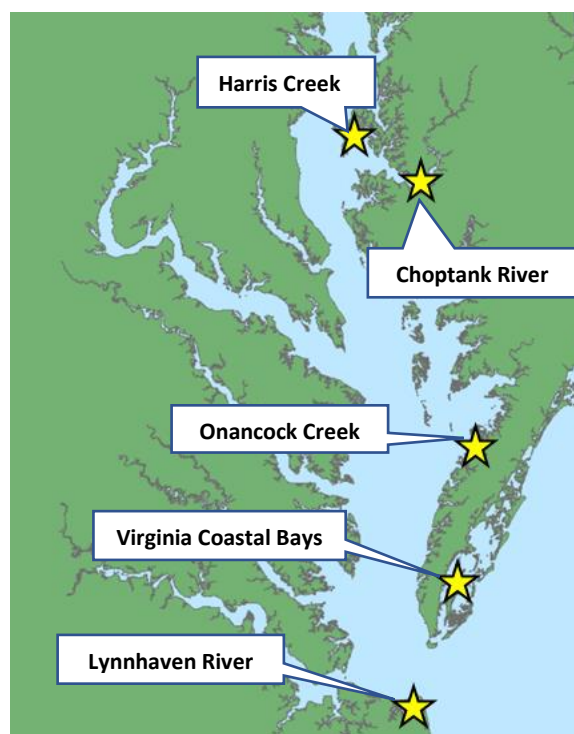 Harris Creek
Choptank River
Onancock Creek
Virginia Coastal Bays
Lynnhaven River